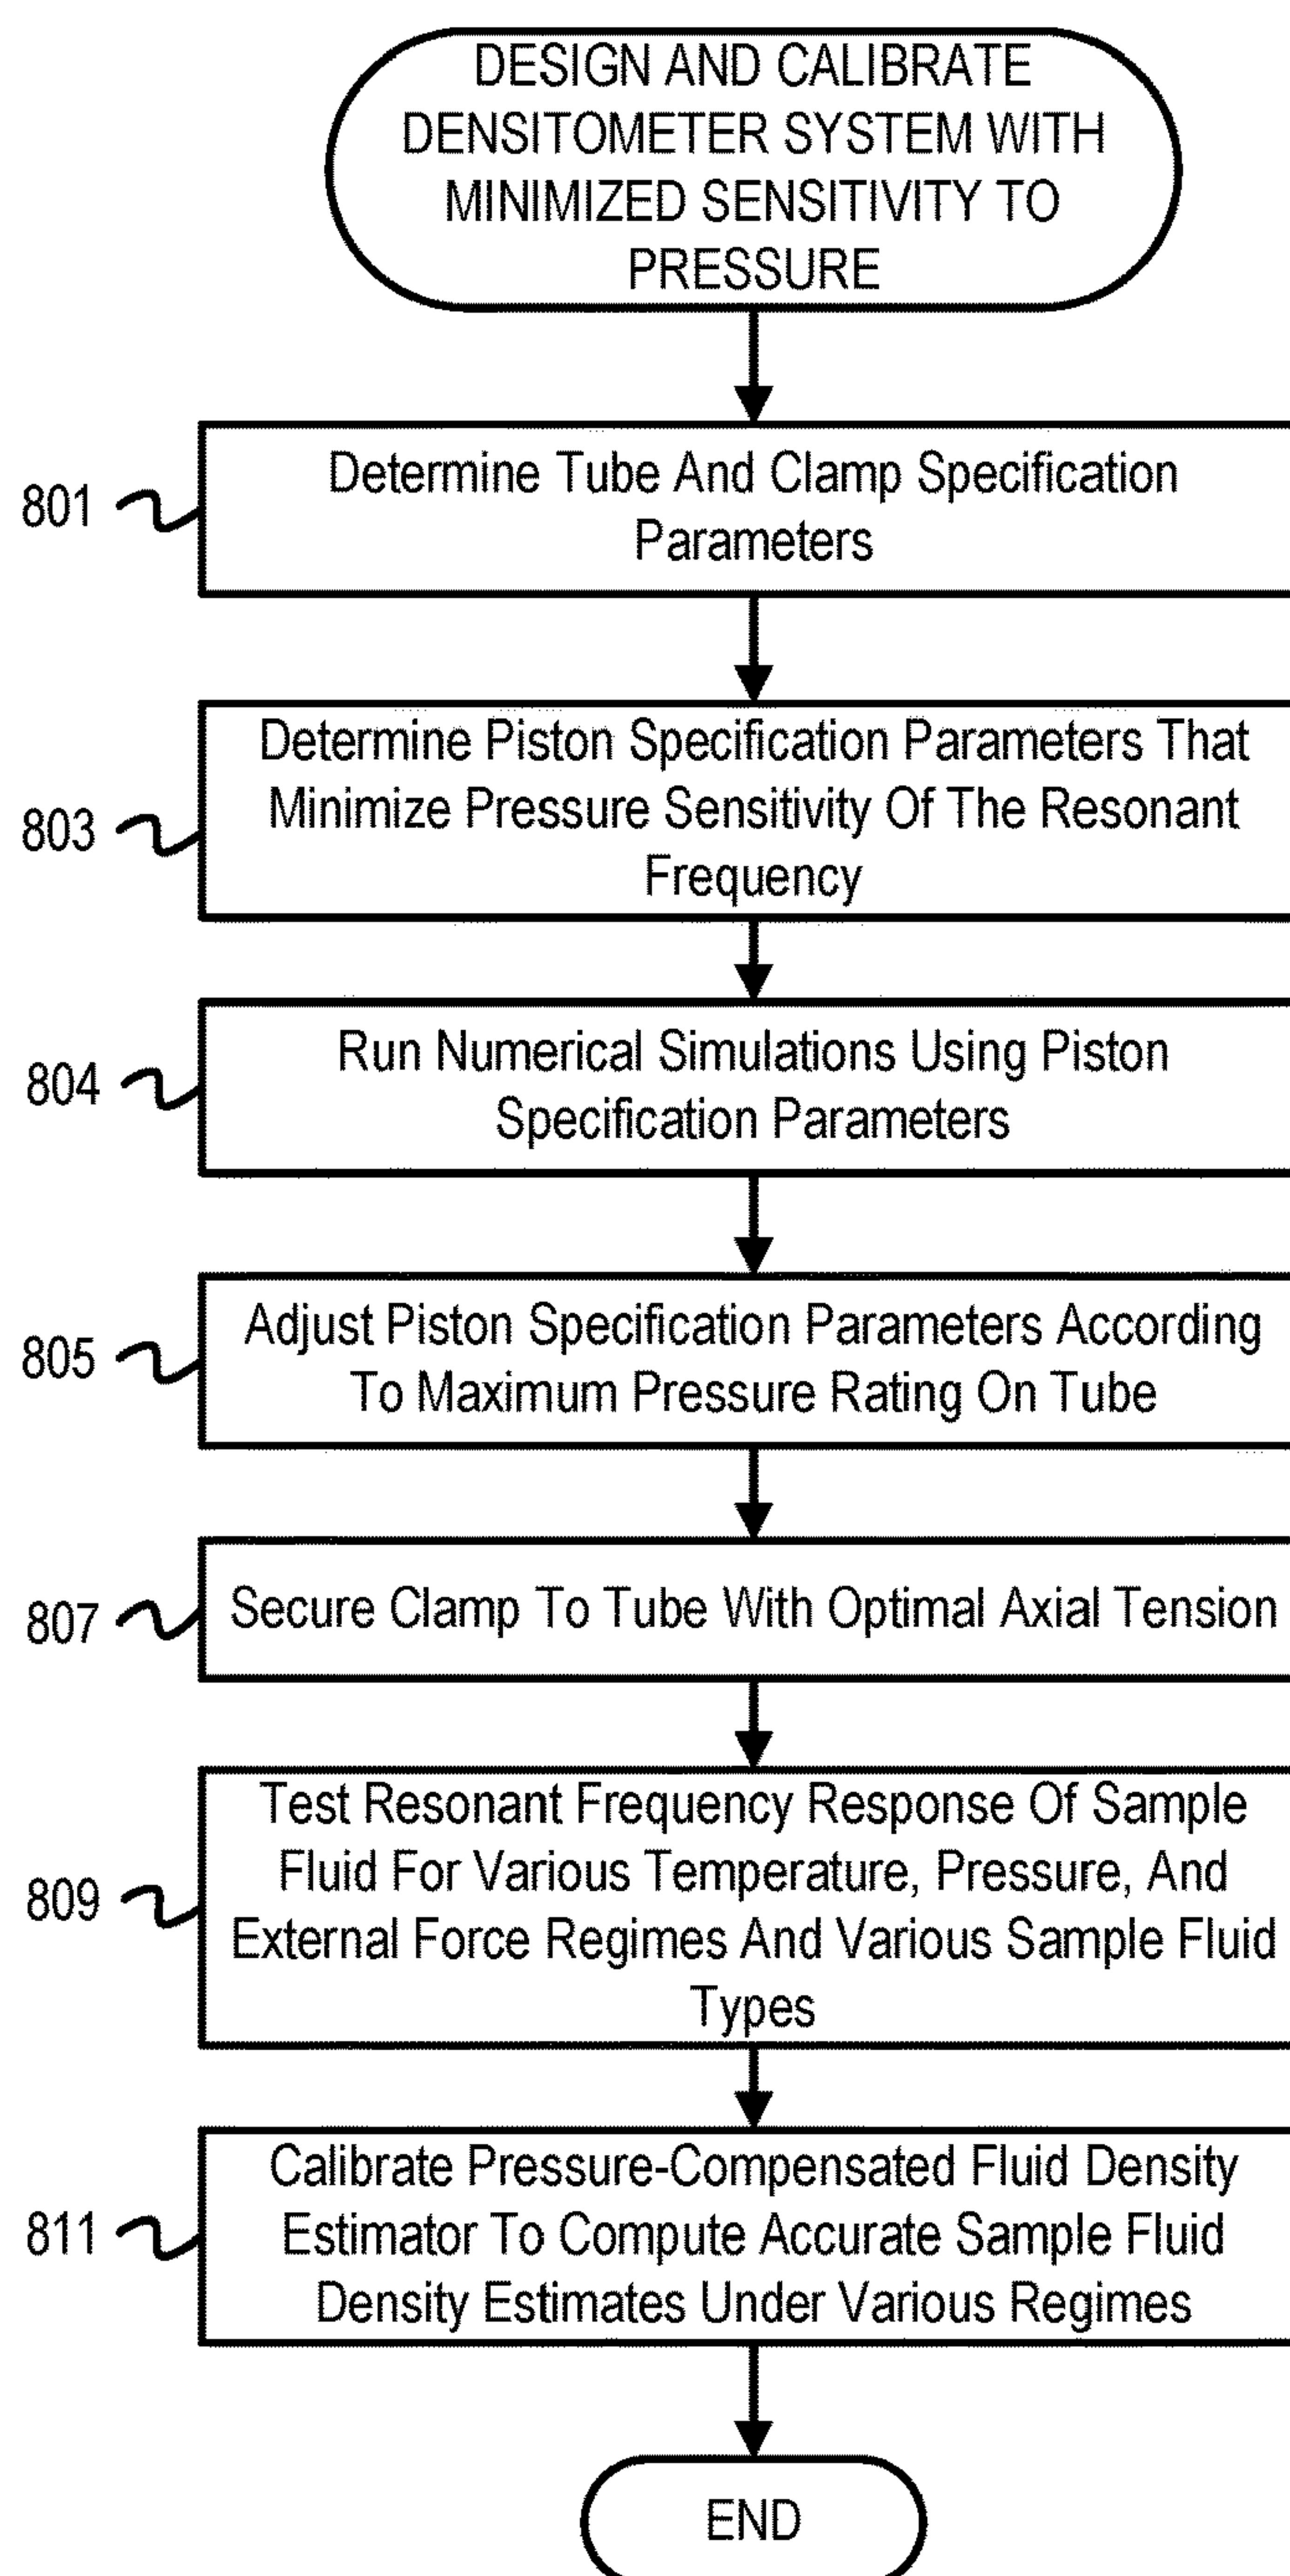 DESIGN AND CALIBRATE
DENSITOMETER SYSTEM WITH
MINIMIZED SENSITIVITY TO
PRESSURE
801
Determine Tube And Clamp Specification
Parameters
803
Determine Piston Specification Parameters That
Minimize Pressure Sensitivity Of The Resonant
Frequency
804
Run Numerical Simulations Using Piston
Specification Parameters
805
Adjust Piston Specification Parameters According
To Maximum Pressure Rating On Tube
807
Secure Clamp To Tube With Optimal Axial Tension
809
Test Resonant Frequency Response Of Sample
Fluid For Various Temperature, Pressure, And
External Force Regimes And Various Sample Fluid
Types
811
Calibrate Pressure-Compensated Fluid Density
Estimator To Compute Accurate Sample Fluid
Density Estimates Under Various Regimes
END